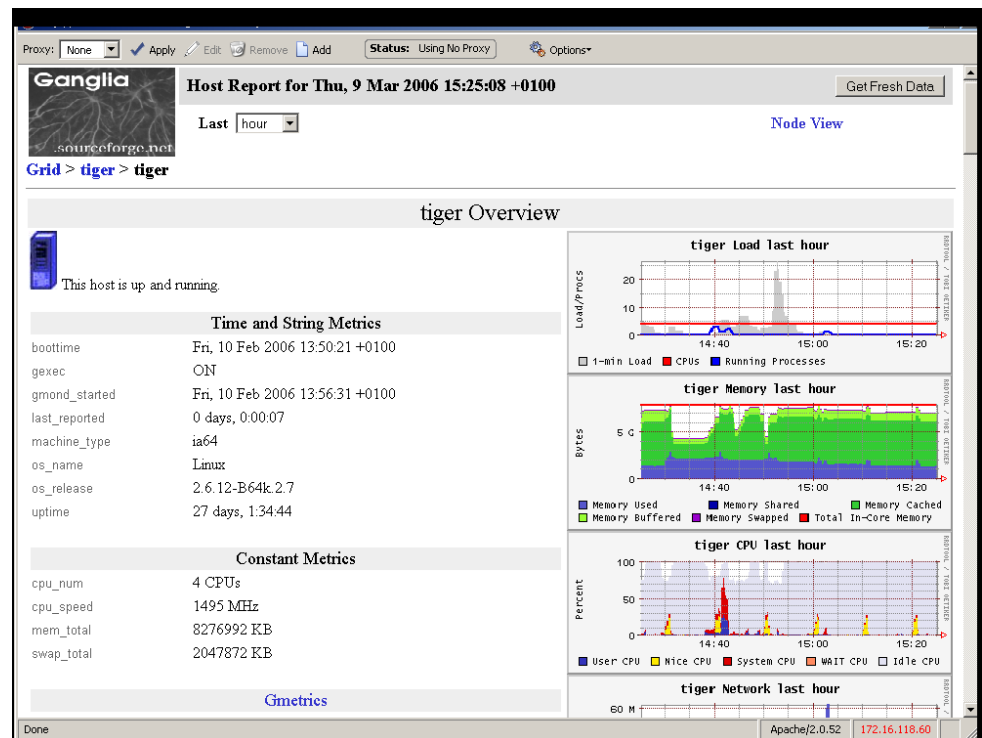 Proxy: None Apply Edit Remove Add Status: Using No Proxy Options
Ganglia
.sourceforge.net
Host Report for Thu, 9 Mar 2006 15:25:08 +0100
Get Fresh Data
Last hour
Node View
Grid > tiger > tiger
tiger Overview
This host is up and running.
Time and String Metrics
boottime Fri, 10 Feb 2006 13:50:21 +0100
gexec ON
gmond_started Fri, 10 Feb 2006 13:56:31 +0100
last_reported 0 days, 0:00:07
machine_type ia64
os_name Linux
os_release 2.6.12-B64k.2.7
uptime 27 days, 1:34:44
Constant Metrics
cpu_num 4 CPUs
cpu_speed 1495 MHz
mem_total 8276992 KB
swap_total 2047872 KB
Gmetrics
tiger Load last hour
Load/Procs
20
10
0
14:40 15:00 15:20
1-min Load CPUs Running Processes
RRDTOOL / TOBI OETIKER
tiger Memory last hour
Bytes
5 G
0
14:40 15:00 15:20
Memory Used Memory Shared Memory Cached
Memory Buffered Memory Swapped Total In-Core Memory
RRDTOOL / TOBI OETIKER
tiger CPU last hour
Percent
100
50
0
14:40 15:00 15:20
User CPU Nice CPU System CPU WAIT CPU Idle CPU
RRDTOOL / TOBI OETIKER
tiger Network last hour
60 M
Done
Apache/2.0.52 172.16.118.60